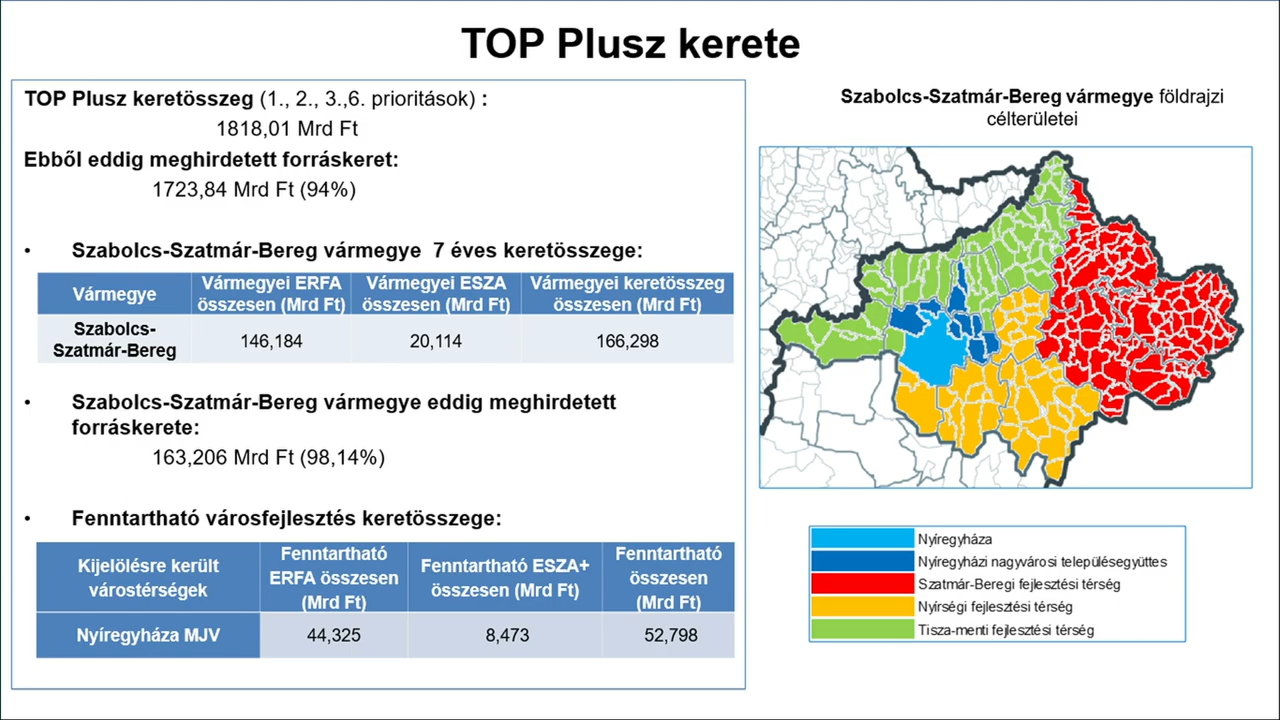 TOP Plusz kerete
TOP Plusz keretösszeg (1., 2., 3.,6. prioritások) :
1818,01 Mrd Ft
Ebből eddig meghirdetett forráskeret:
1723,84 Mrd Ft (94%)
• Szabolcs-Szatmár-Bereg vármegye 7 éves keretösszege:
Vármegye
Vármegyei ERFA
összesen (Mrd Ft)
Vármegyei ESZA
összesen (Mrd Ft)
Vármegyei keretösszeg
összesen (Mrd Ft)
Szabolcs-
Szatmár-Bereg
146,184
20,114
166,298
• Szabolcs-Szatmár-Bereg vármegye eddig meghirdetett
forráskerete:
163,206 Mrd Ft (98,14%)
• Fenntartható városfejlesztés keretösszege:
Kijelölésre került
várostérségek
Fenntartható
ERFA összesen
(Mrd Ft)
Fenntartható ESZA+
összesen (Mrd Ft)
Fenntartható
összesen
(Mrd Ft)
Nyíregyháza MJV
44,325
8,473
52,798
Szabolcs-Szatmár-Bereg vármegye földrajzi
célterületei
Nyíregyháza
Nyíregyházi nagyvárosi településegyüttes
Szatmár-Beregi fejlesztési térség
Nyírségi fejlesztési térség
Tisza-menti fejlesztési térség